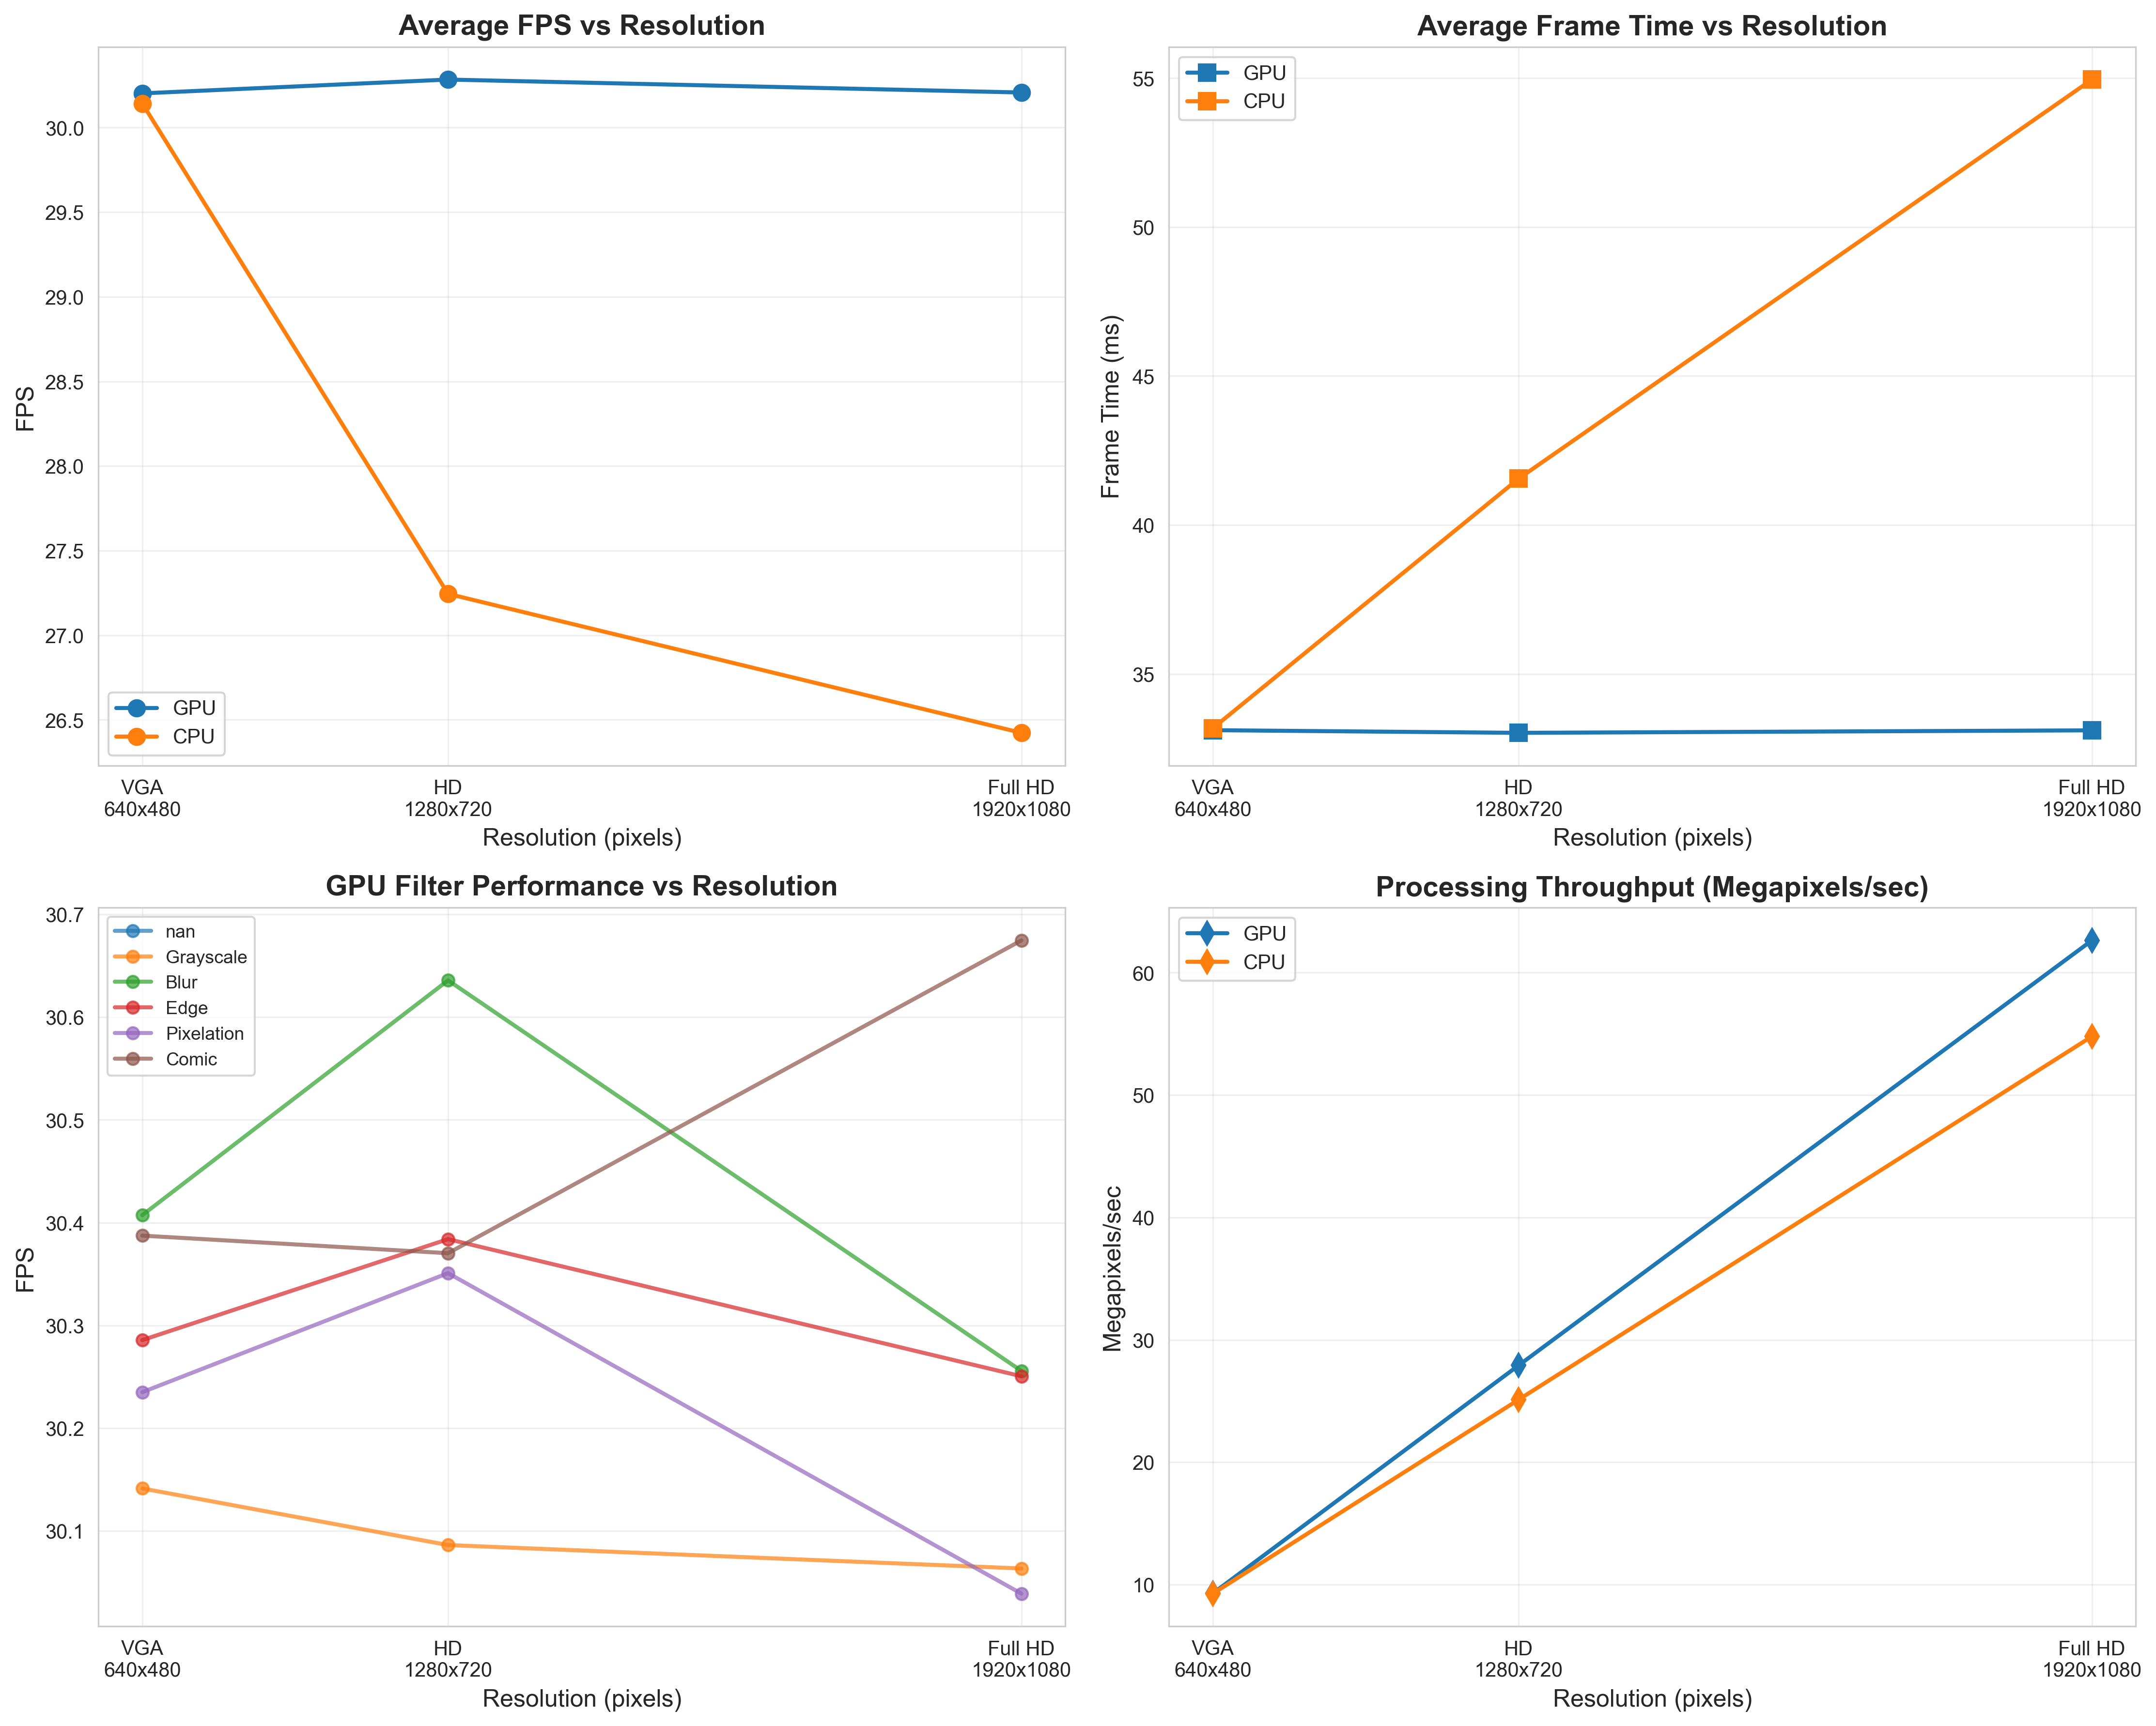 Average FPS vs Resolution
FPS
30.0
29.5
29.0
28.5
28.0
27.5
27.0
26.5
GPU
CPU
VGA
640x480
HD
1280x720
Full HD
1920x1080
Resolution (pixels)
Average Frame Time vs Resolution
Frame Time (ms)
55
50
45
40
35
GPU
CPU
VGA
640x480
HD
1280x720
Full HD
1920x1080
Resolution (pixels)
GPU Filter Performance vs Resolution
FPS
30.7
30.6
30.5
30.4
30.3
30.2
30.1
nan
Grayscale
Blur
Edge
Pixelation
Comic
VGA
640x480
HD
1280x720
Full HD
1920x1080
Resolution (pixels)
Processing Throughput (Megapixels/sec)
Megapixels/sec
60
50
40
30
20
10
GPU
CPU
VGA
640x480
HD
1280x720
Full HD
1920x1080
Resolution (pixels)